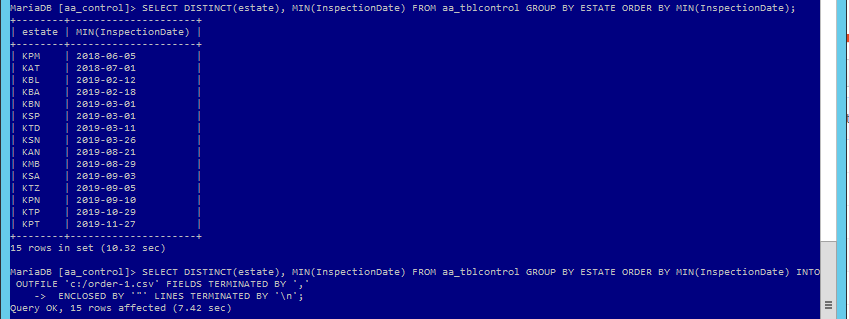 MariaDB [aa_control]> SELECT DISTINCT(estate), MIN(InspectionDate) FROM aa_tblcontrol GROUP BY ESTATE ORDER BY MIN(InspectionDate);
+--------+---------------------+
| estate | MIN(InspectionDate) |
+--------+---------------------+
| KPM    | 2018-06-05          |
| KAT    | 2018-07-01          |
| KBL    | 2019-02-12          |
| KBA    | 2019-02-18          |
| KBN    | 2019-03-01          |
| KSP    | 2019-03-01          |
| KTD    | 2019-03-11          |
| KSN    | 2019-03-26          |
| KAN    | 2019-08-21          |
| KMB    | 2019-08-29          |
| KSA    | 2019-09-03          |
| KTZ    | 2019-09-05          |
| KPN    | 2019-09-10          |
| KTP    | 2019-10-29          |
| KPT    | 2019-11-27          |
+--------+---------------------+
15 rows in set (10.32 sec)
MariaDB [aa_control]> SELECT DISTINCT(estate), MIN(InspectionDate) FROM aa_tblcontrol GROUP BY ESTATE ORDER BY MIN(InspectionDate) INTO
OUTFILE 'c:/order-1.csv' FIELDS TERMINATED BY ','
-> ENCLOSED BY '"' LINES TERMINATED BY '\n';
Query OK, 15 rows affected (7.42 sec)